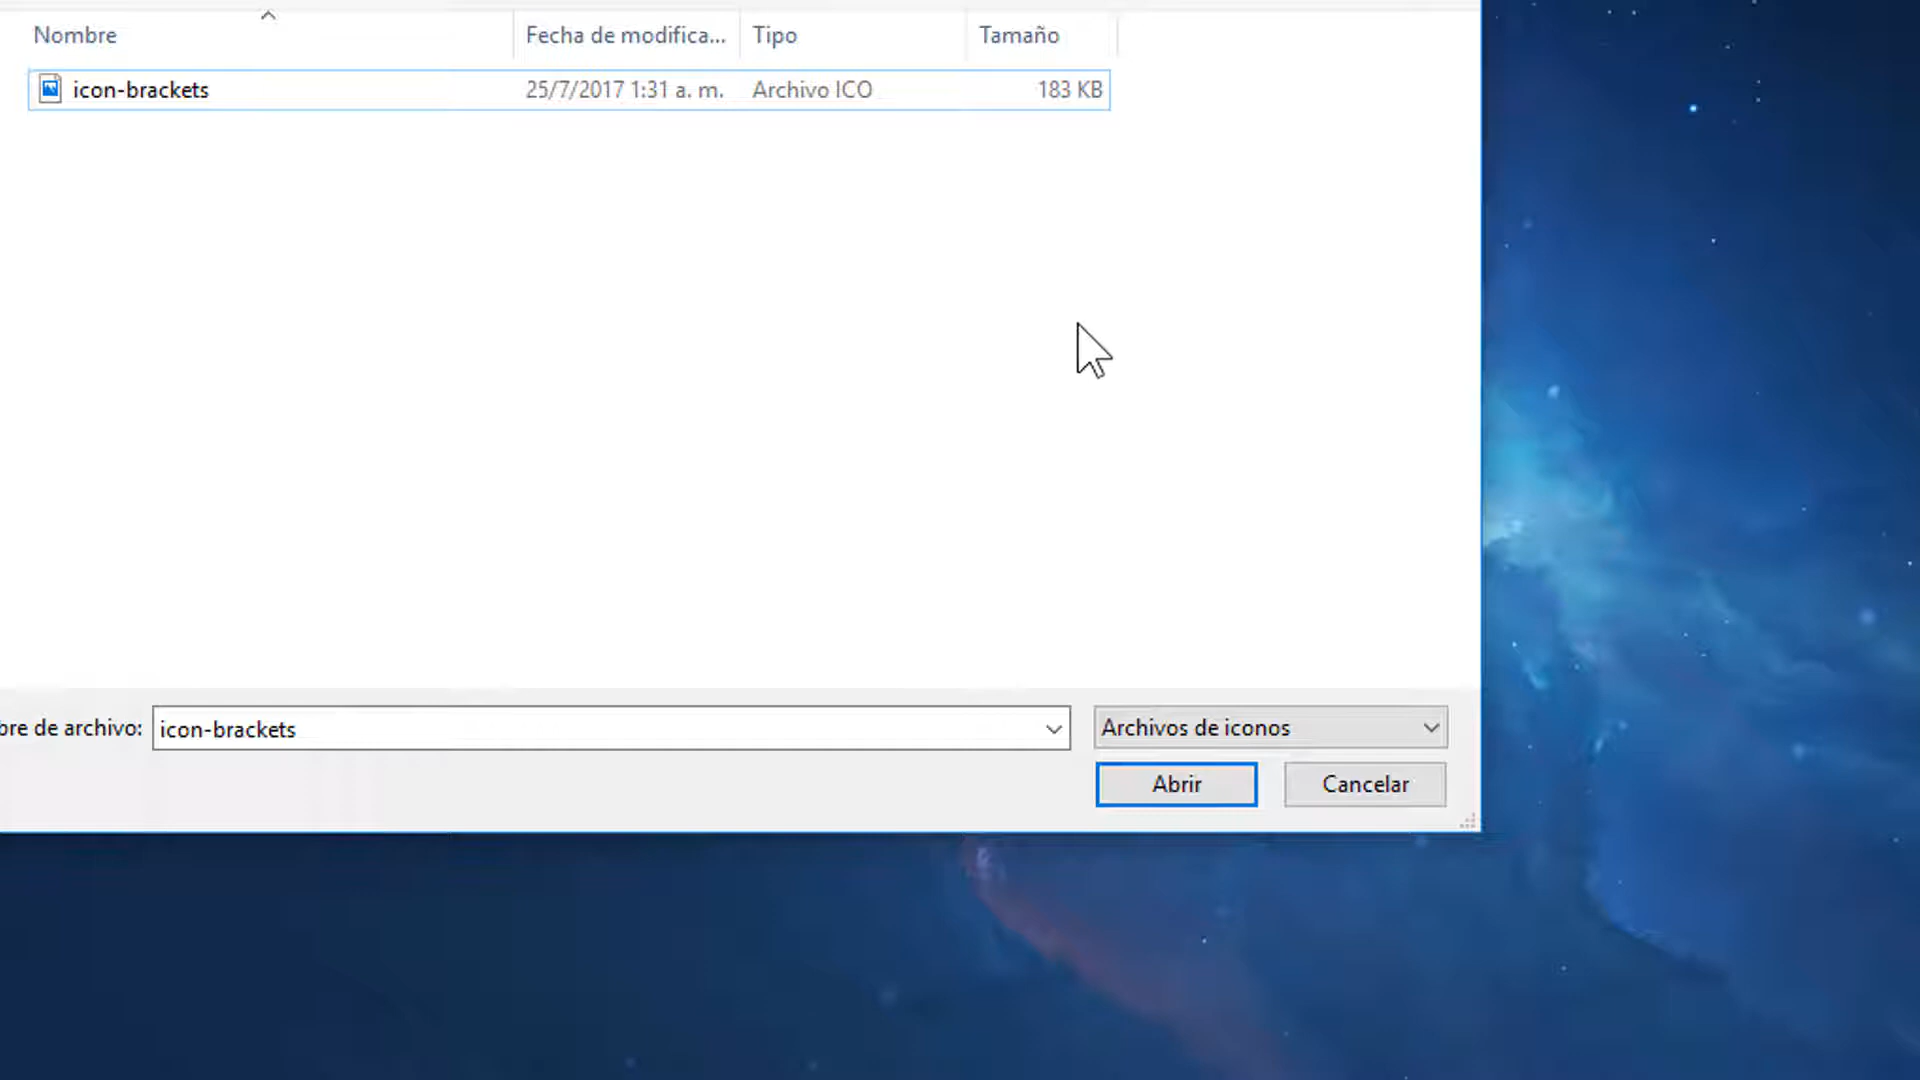 Nombre Fecha de modifica... Tipo Tamaño
icon-brackets 25/7/2017 1:31 a. m. Archivo ICO 183 KB
bre de archivo: icon-brackets Archivos de iconos
Abrir Cancelar